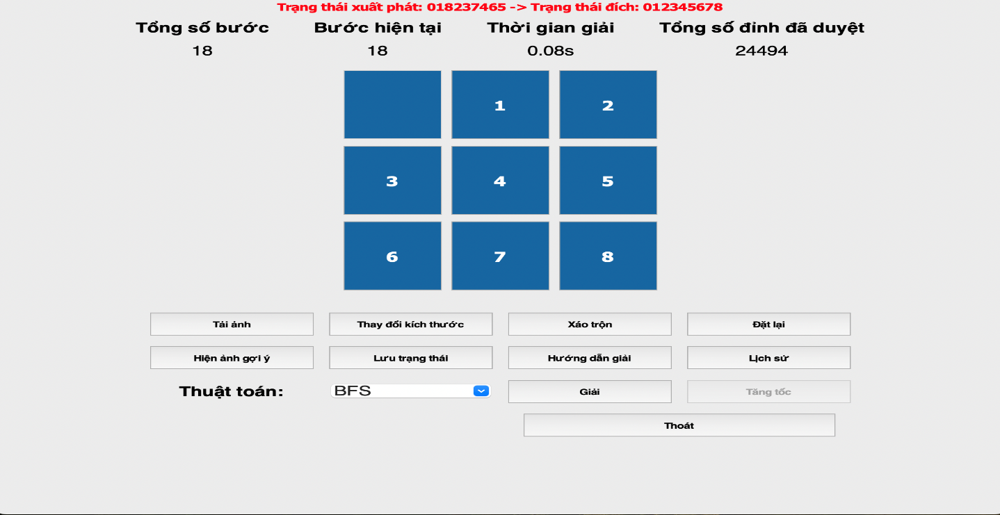 Trạng thái xuất phát: 018237465 -> Trạng thái đích: 012345678
Tổng số bước Bước hiện tại Thời gian giải Tổng số đỉnh đã duyệt
18 18 0.08s 24494
1 2
3 4 5
6 7 8
Tải ảnh Thay đổi kích thước Xáo trộn Đặt lại
Hiện ảnh gợi ý Lưu trạng thái Hướng dẫn giải Lịch sử
Thuật toán: BFS Giải Tăng tốc
Thoát